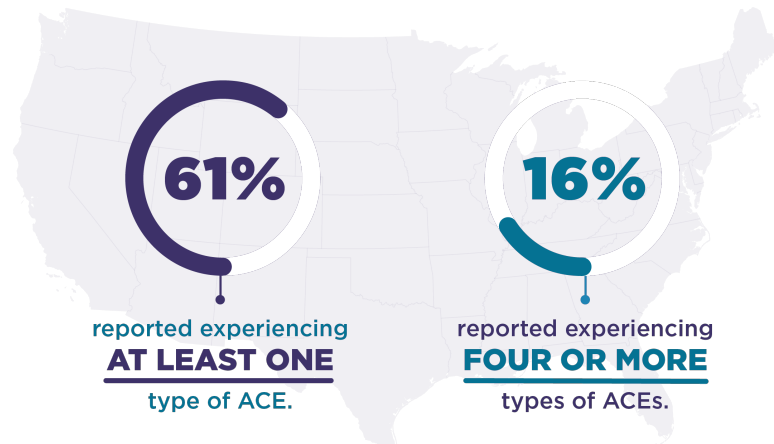 61%
reported experiencing
AT LEAST ONE
type of ACE.
16%
reported experiencing
FOUR OR MORE
types of ACEs.